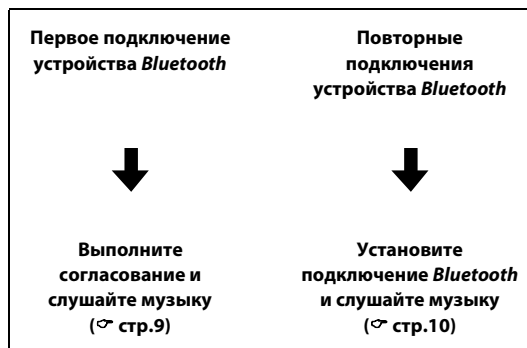 Первое подключение
устройства Bluetooth
Повторные
подключения
устройства Bluetooth
Выполните
согласование и
слушайте музыку
(☞ стр.9)
Установите
подключение Bluetooth
и слушайте музыку
(☞ стр.10)